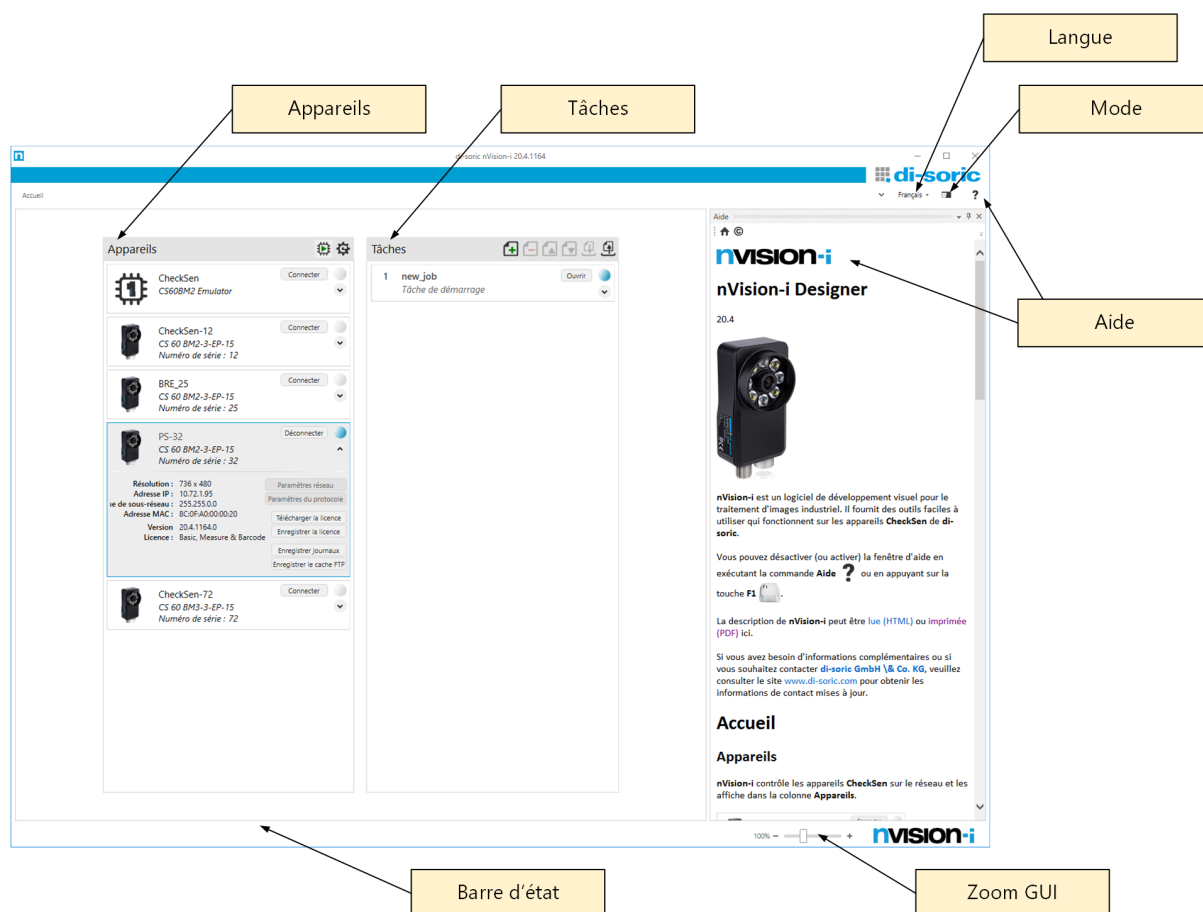 Langue
Appareils
Tâches
Mode
di-soric nVision-i 20.4.1164
di-soric
Accueil
Français
?
Aide
Appareils
Tâches
nvision-i
CheckSen
CS60BM2 Emulator
Connecter
1 new_job
Tâche de démarrage
Ouvrir
nVision-i Designer
20.4
Aide
CheckSen-12
CS 60 BM2-3-EP-15
Numéro de série : 12
Connecter
BRE_25
CS 60 BM2-3-EP-15
Numéro de série : 25
Connecter
PS-32
CS 60 BM2-3-EP-15
Numéro de série : 32
Déconnecter
Résolution : 736 x 480
Adresse IP : 10.72.1.95
ıe de sous-réseau : 255.255.0.0
Adresse MAC : 8C:0F:A0:00:00:20
Version 20.4.1164.0
Licence : Basic, Measure & Barcode
Paramètres réseau
Paramètres du protocole
Télécharger la licence
Enregistrer la licence
Enregistrer journaux
Enregistrer le cache FTP
CheckSen-72
CS 60 BM3-3-EP-15
Numéro de série : 72
Connecter
nVision-i est un logiciel de développement visuel pour le
traitement d'images industriel. Il fournit des outils faciles à
utiliser qui fonctionnent sur les appareils CheckSen de di-
soric.
Vous pouvez désactiver (ou activer) la fenêtre d'aide en
exécutant la commande Aide ? ou en appuyant sur la
touche F1 .
La description de nVision-i peut être lue (HTML) ou imprimée
(PDF) ici.
Si vous avez besoin d'informations complémentaires ou si
vous souhaitez contacter di-soric GmbH \& Co. KG, veuillez
consulter le site www.di-soric.com pour obtenir les
informations de contact mises à jour.
Accueil
Appareils
nVision-i contrôle les appareils CheckSen sur le réseau et les
affiche dans la colonne Appareils.
100% − +
nvision-i
Barre d'état
Zoom GUI